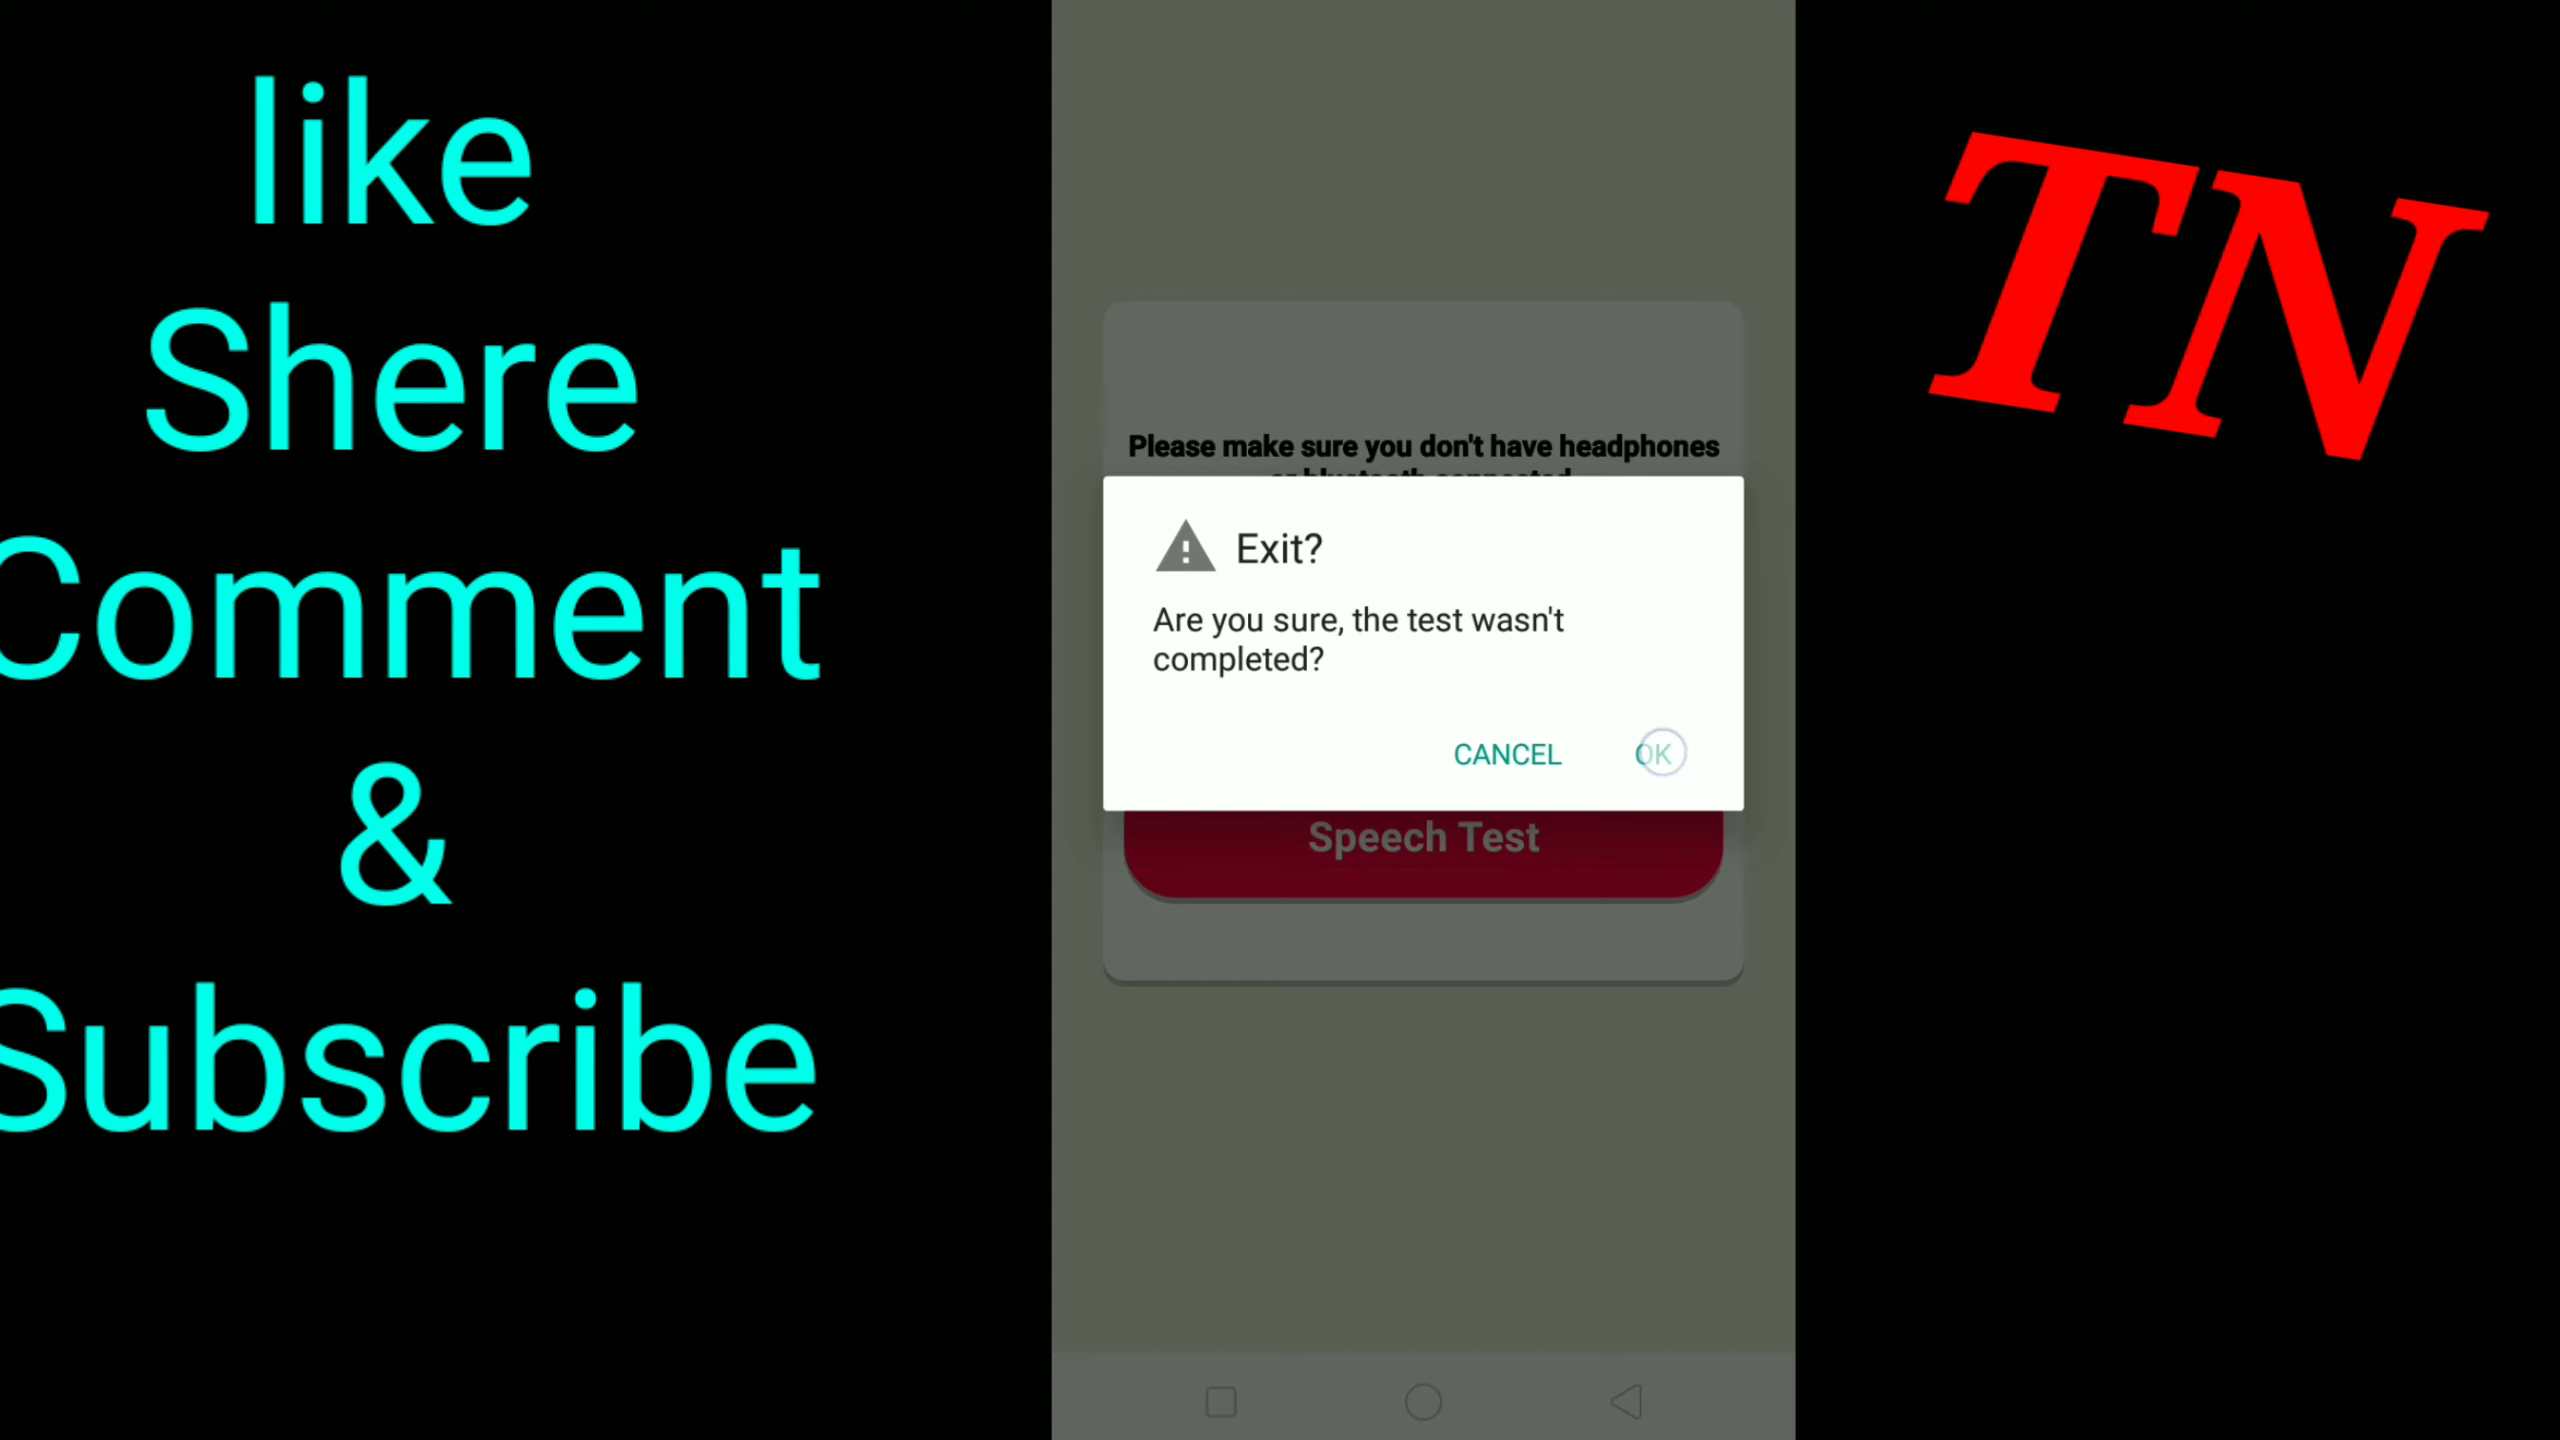 like
Shere
Comment
&
Subscribe
TN
Please make sure you don't have headphones
Exit?
Are you sure, the test wasn't
completed?
CANCEL OK
Speech Test